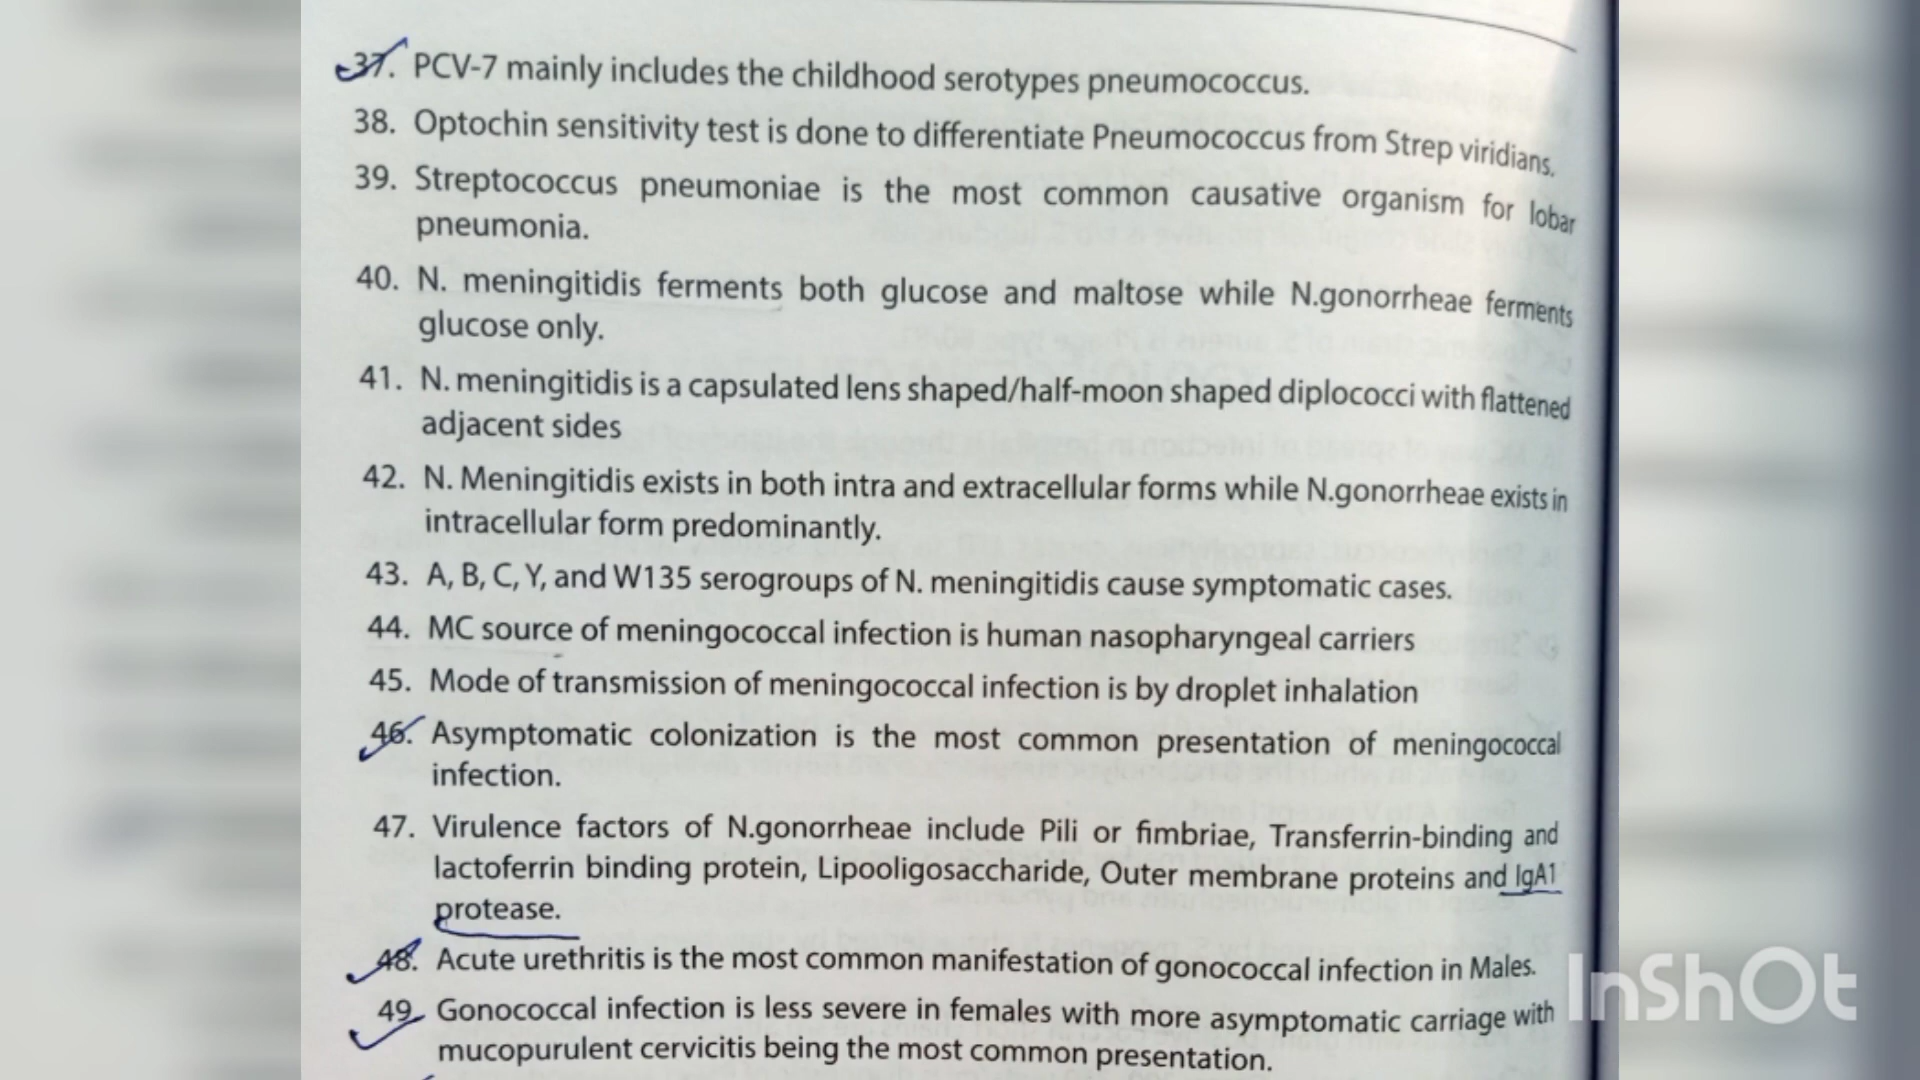 37. PCV-7 mainly includes the childhood serotypes pneumococcus.
38. Optochin sensitivity test is done to differentiate Pneumococcus from Strep viridians.
39. Streptococcus pneumoniae is the most common causative organism for lobar
pneumonia.
40. N. meningitidis ferments both glucose and maltose while N.gonorrheae ferments
glucose only.
41. N. meningitidis is a capsulated lens shaped/half-moon shaped diplococci with flattened
adjacent sides
42. N. Meningitidis exists in both intra and extracellular forms while N.gonorrheae exists in
intracellular form predominantly.
43. A, B, C, Y, and W135 serogroups of N. meningitidis cause symptomatic cases.
44. MC source of meningococcal infection is human nasopharyngeal carriers
45. Mode of transmission of meningococcal infection is by droplet inhalation
46. Asymptomatic colonization is the most common presentation of meningococcal
infection.
47. Virulence factors of N.gonorrheae include Pili or fimbriae, Transferrin-binding and
lactoferrin binding protein, Lipooligosaccharide, Outer membrane proteins and IgA1
protease.
48. Acute urethritis is the most common manifestation of gonococcal infection in Males.
49. Gonococcal infection is less severe in females with more asymptomatic carriage with
mucopurulent cervicitis being the most common presentation.
InShOt